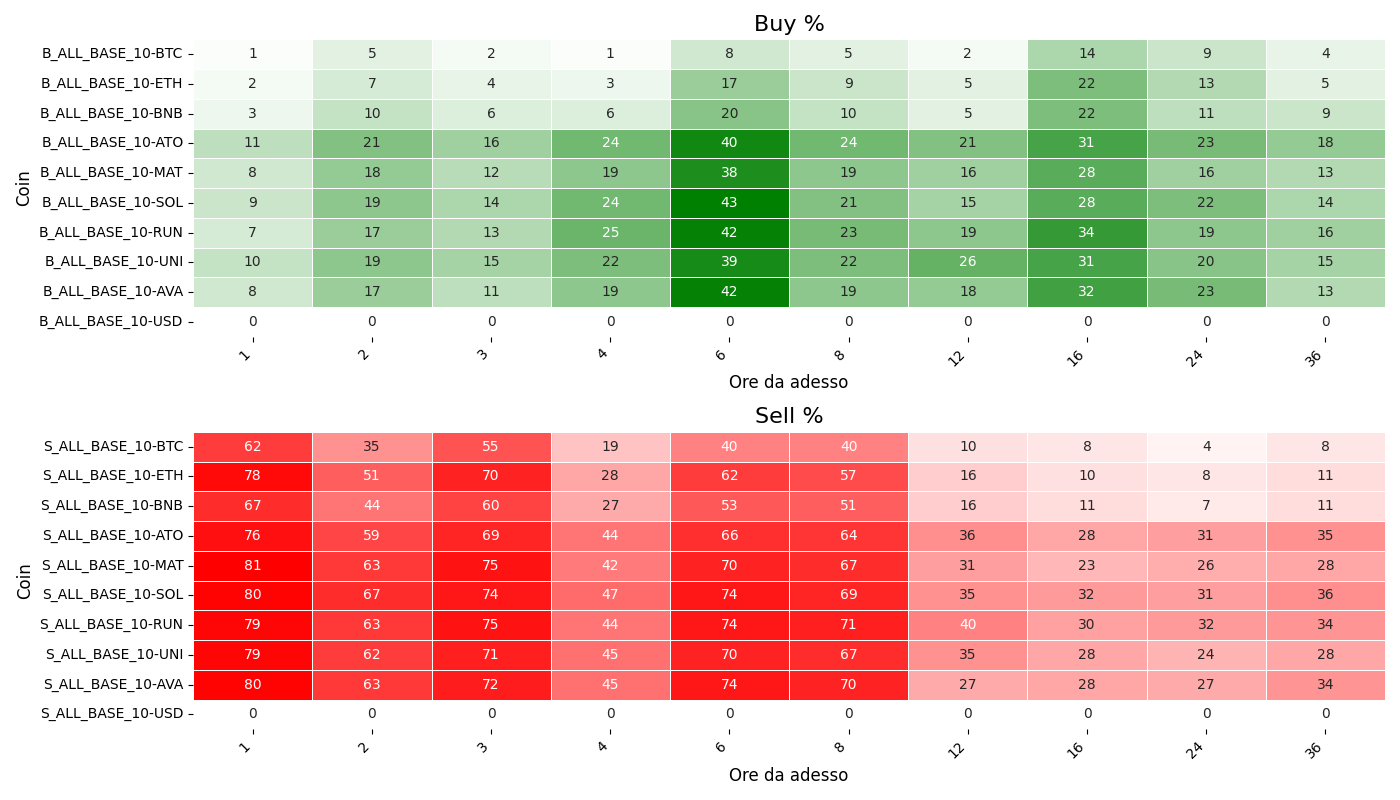 Buy %
Coin
B_ALL_BASE_10-BTC 1 5 2 1 8 5 2 14 9 4
B_ALL_BASE_10-ETH 2 7 4 3 17 9 5 22 13 5
B_ALL_BASE_10-BNB 3 10 6 6 20 10 5 22 11 9
B_ALL_BASE_10-ATO 11 21 16 24 40 24 21 31 23 18
B_ALL_BASE_10-MAT 8 18 12 19 38 19 16 28 16 13
B_ALL_BASE_10-SOL 9 19 14 24 43 21 15 28 22 14
B_ALL_BASE_10-RUN 7 17 13 25 42 23 19 34 19 16
B_ALL_BASE_10-UNI 10 19 15 22 39 22 26 31 20 15
B_ALL_BASE_10-AVA 8 17 11 19 42 19 18 32 23 13
B_ALL_BASE_10-USD 0 0 0 0 0 0 0 0 0 0
1 2 3 4 6 8 12 16 24 36
Ore da adesso
Sell %
Coin
S_ALL_BASE_10-BTC 62 35 55 19 40 40 10 8 4 8
S_ALL_BASE_10-ETH 78 51 70 28 62 57 16 10 8 11
S_ALL_BASE_10-BNB 67 44 60 27 53 51 16 11 7 11
S_ALL_BASE_10-ATO 76 59 69 44 66 64 36 28 31 35
S_ALL_BASE_10-MAT 81 63 75 42 70 67 31 23 26 28
S_ALL_BASE_10-SOL 80 67 74 47 74 69 35 32 31 36
S_ALL_BASE_10-RUN 79 63 75 44 74 71 40 30 32 34
S_ALL_BASE_10-UNI 79 62 71 45 70 67 35 28 24 28
S_ALL_BASE_10-AVA 80 63 72 45 74 70 27 28 27 34
S_ALL_BASE_10-USD 0 0 0 0 0 0 0 0 0 0
1 2 3 4 6 8 12 16 24 36
Ore da adesso